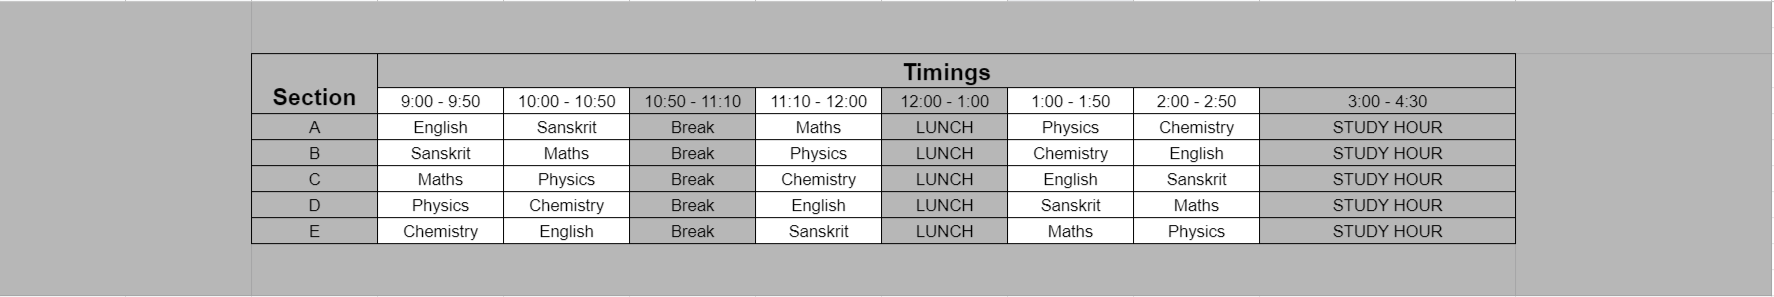 Timings
Section 9:00 - 9:50 10:00 - 10:50 10:50 - 11:10 11:10 - 12:00 12:00 - 1:00 1:00 - 1:50 2:00 - 2:50 3:00 - 4:30
A English Sanskrit Break Maths LUNCH Physics Chemistry STUDY HOUR
B Sanskrit Maths Break Physics LUNCH Chemistry English STUDY HOUR
C Maths Physics Break Chemistry LUNCH English Sanskrit STUDY HOUR
D Physics Chemistry Break English LUNCH Sanskrit Maths STUDY HOUR
E Chemistry English Break Sanskrit LUNCH Maths Physics STUDY HOUR